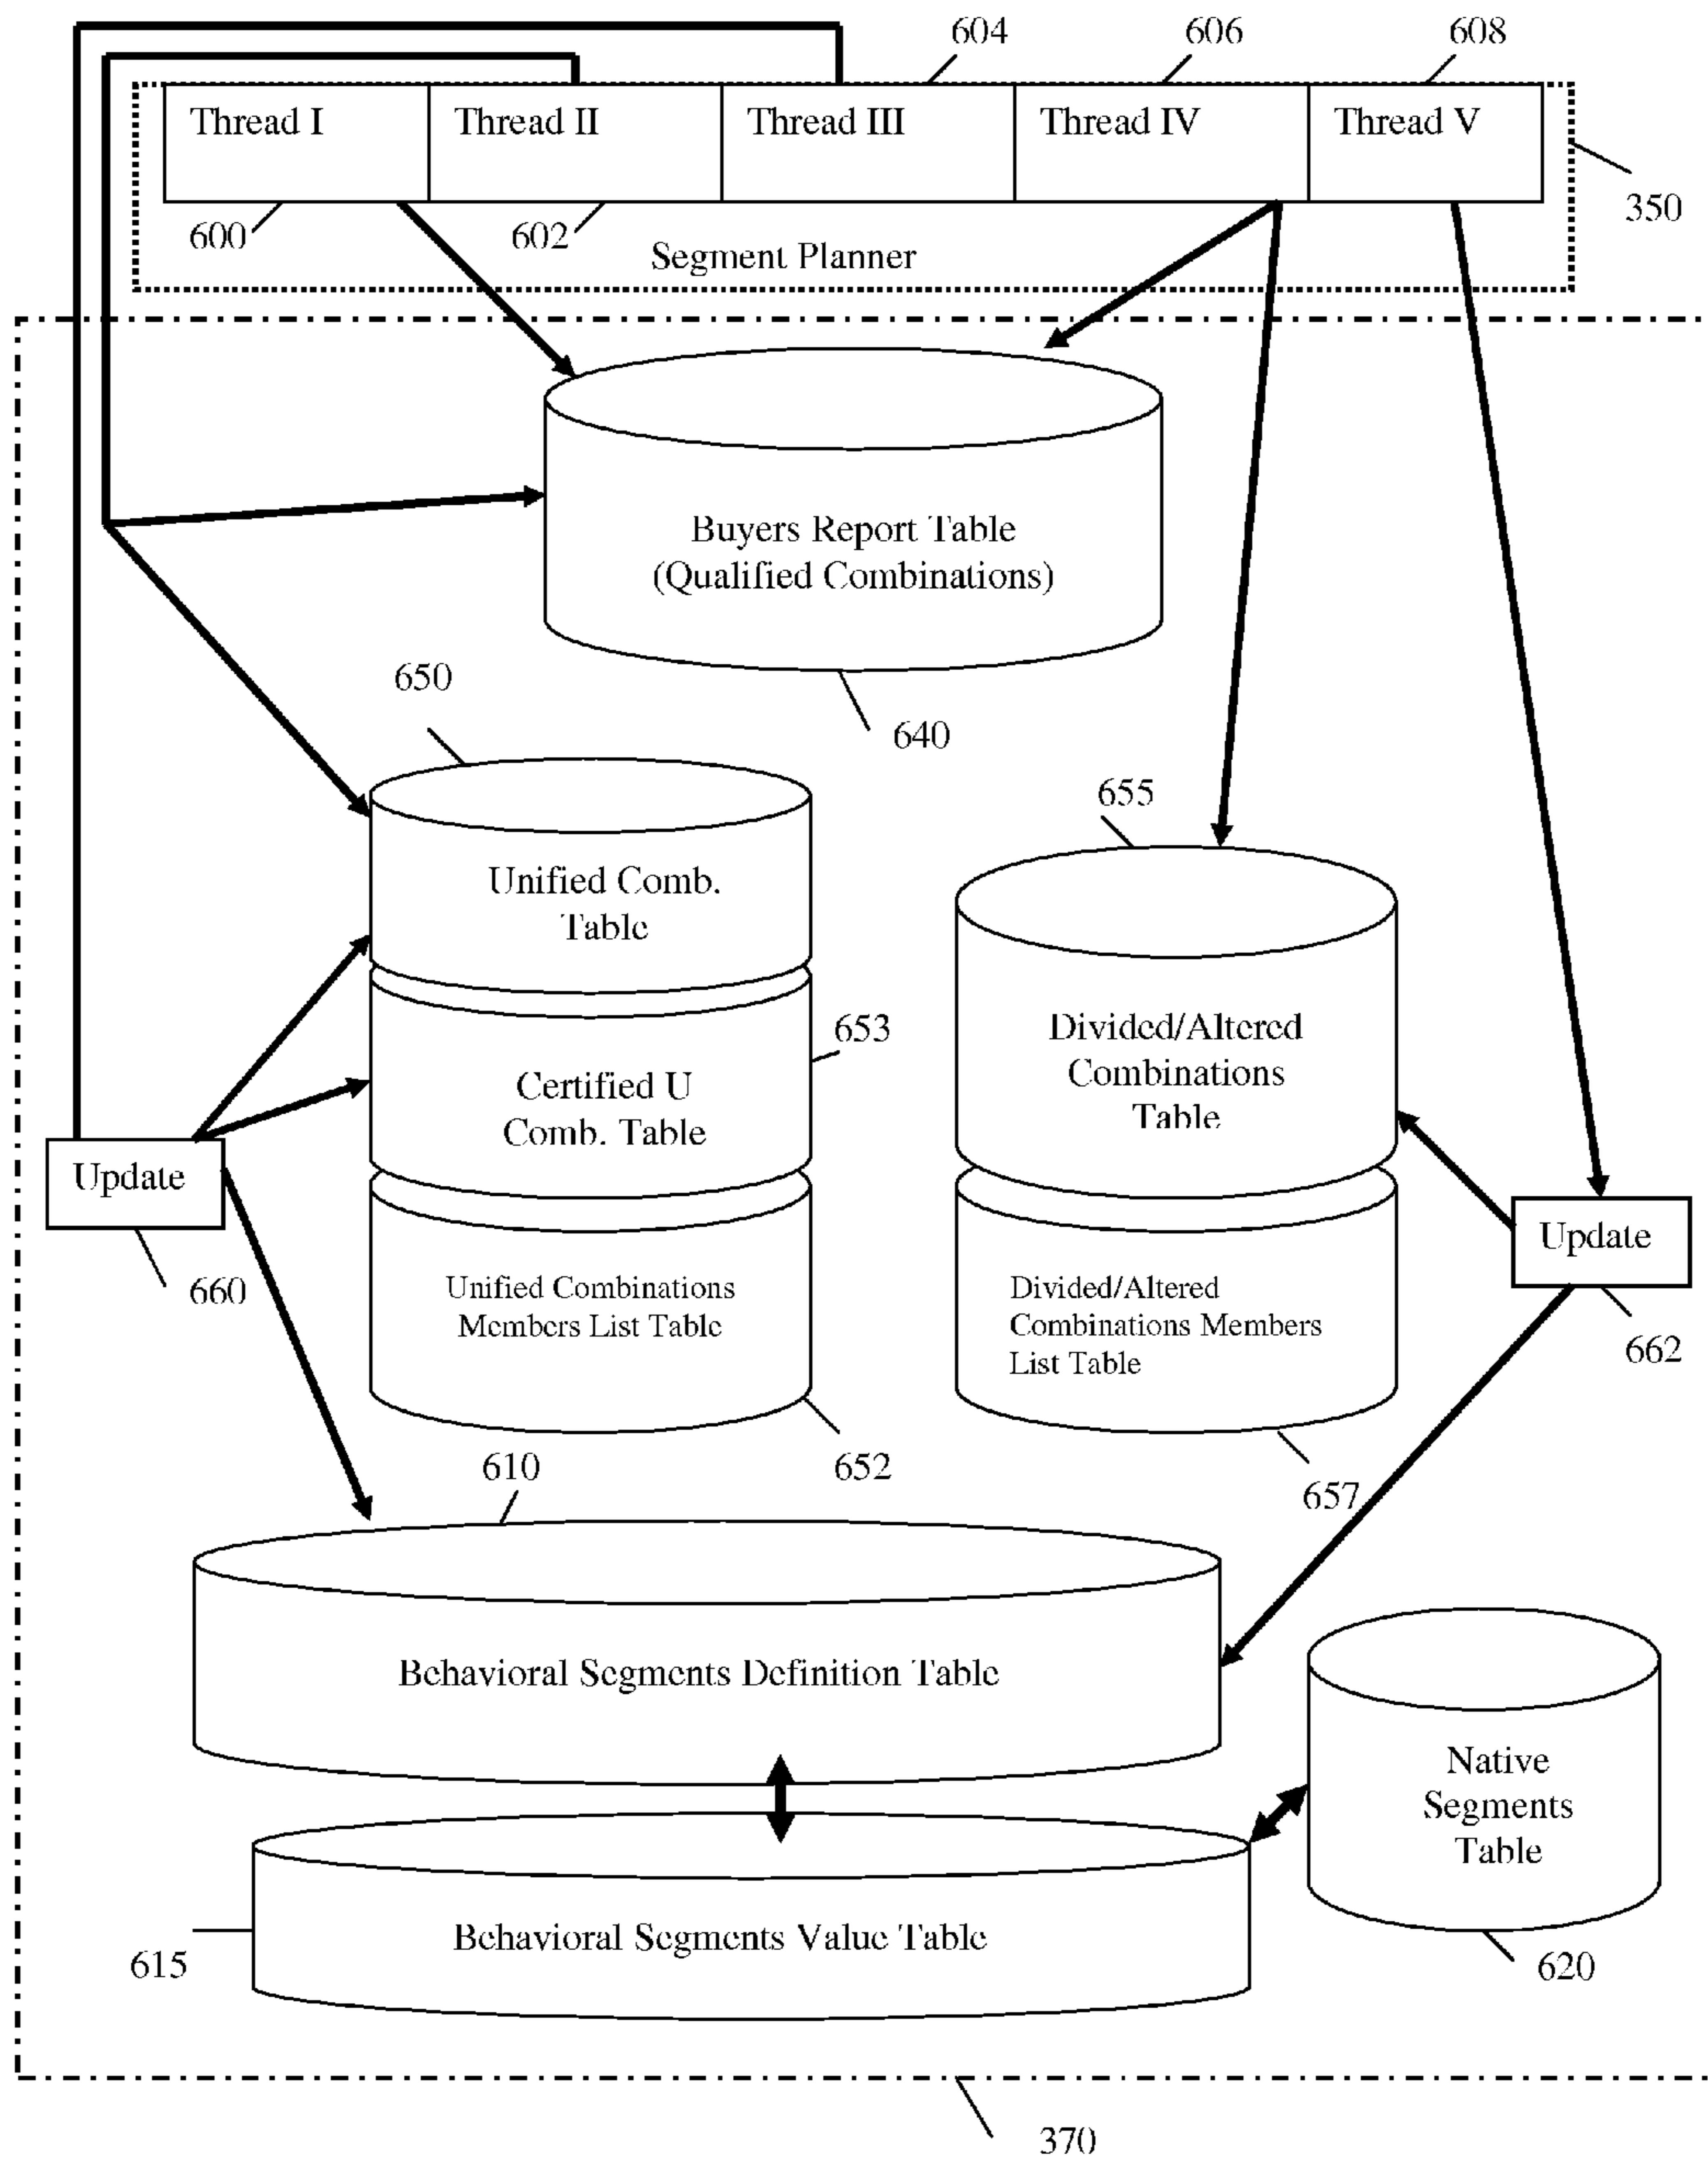 604
606
608
Thread I
Thread II
Thread III
Thread IV
Thread V
350
600
602
Segment Planner
Buyers Report Table
(Qualified Combinations)
640
650
655
Unified Comb.
Table
653
Certified U
Comb. Table
Divided/Altered
Combinations
Table
Update
660
Update
662
Unified Combinations
Members List Table
652
Divided/Altered
Combinations Members
List Table
657
610
Behavioral Segments Definition Table
Native
Segments
Table
620
Behavioral Segments Value Table
615
370